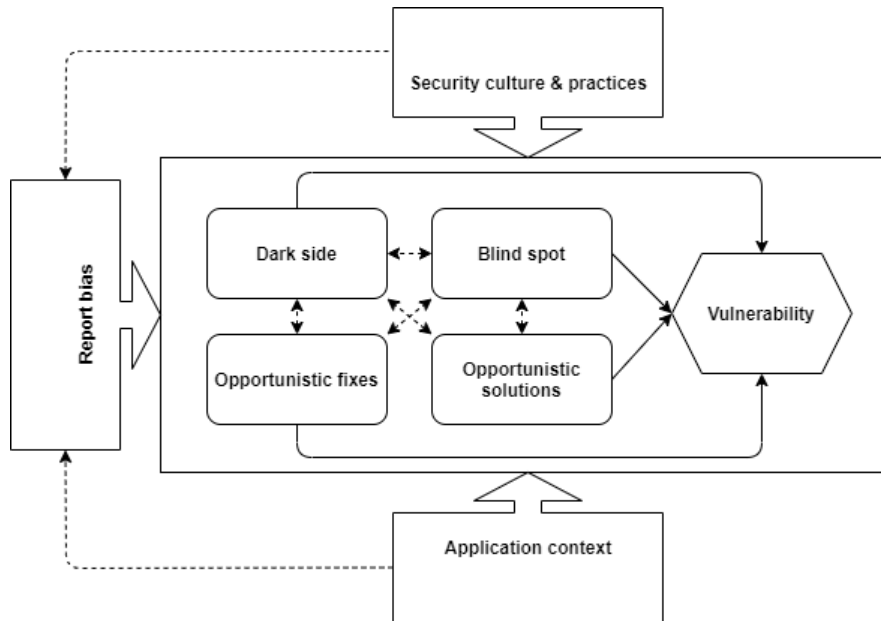 Security culture & practices
Report bias
Dark side
Blind spot
Vulnerability
Opportunistic fixes
Opportunistic
solutions
Application context